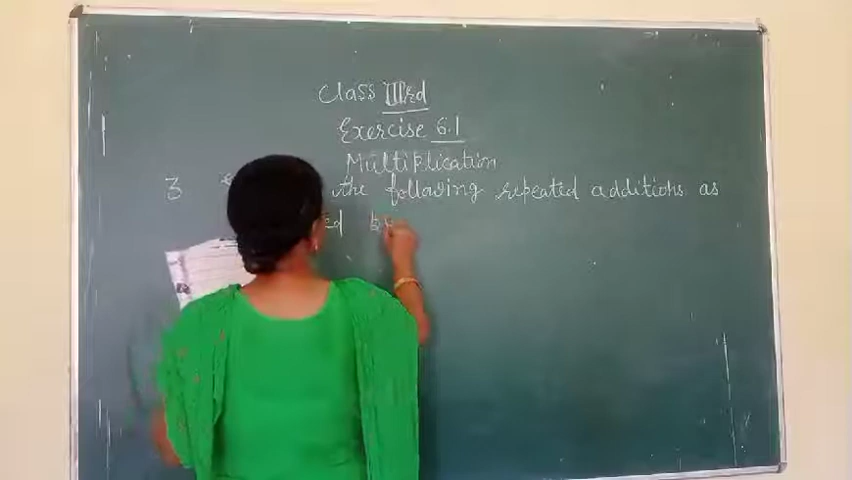 Class IIIrd
Exercise 6.1
Multiplication
3 the following repeated additions as